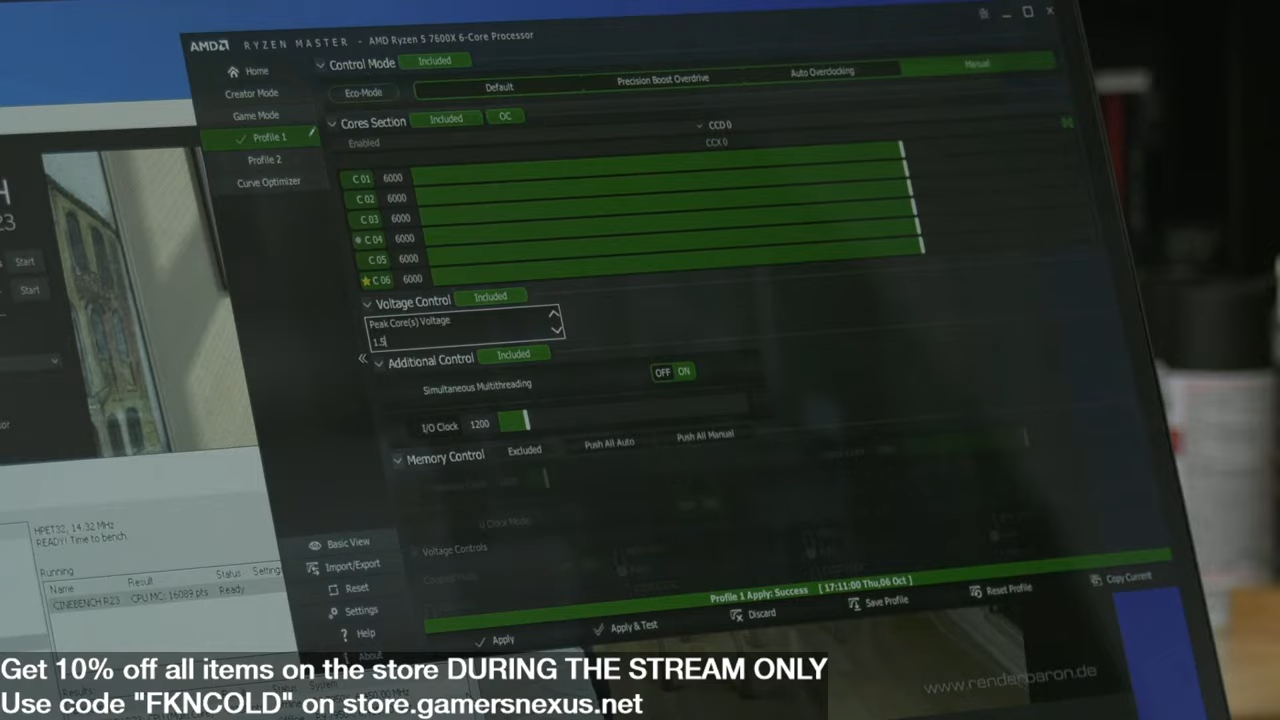 AMD RYZEN MASTER - AMD Ryzen 5 7600X 6-Core Processor
Home
Creator Mode
Game Mode
Profile 1
Profile 2
Curve Optimizer
Control Mode Included
Eco-Mode Default Precision Boost Overdrive Auto Overclocking Manual
Cores Section Included OC
Enabled
CCD 0
CCX 0
C 01 6000
C 02 6000
C 03 6000
C 04 6000
C 05 6000
C 06 6000
Voltage Control Included
Peak Core(s) Voltage
1.5
Additional Control Included
Simultaneous Multithreading OFF ON
I/O Clock 1200
Memory Control Excluded Push All Auto Push All Manual
Voltage Controls
Basic View
Import/Export
Reset
Settings
Help
About
Profile 1 Apply: Success [ 17:11:00 Thu,06 Oct ]
Apply Apply & Test Discard Save Profile Reset Profile Copy Current
H
23
Start
Start
HPET32, 14.32 MHz
READY! Time to bench.
Running
Name Result Status Setting
CINEBENCH R23 CPU MC: 16089 pts Ready
www.renderbaron.de
Get 10% off all items on the store DURING THE STREAM ONLY
Use code "FKNCOLD" on store.gamersnexus.net